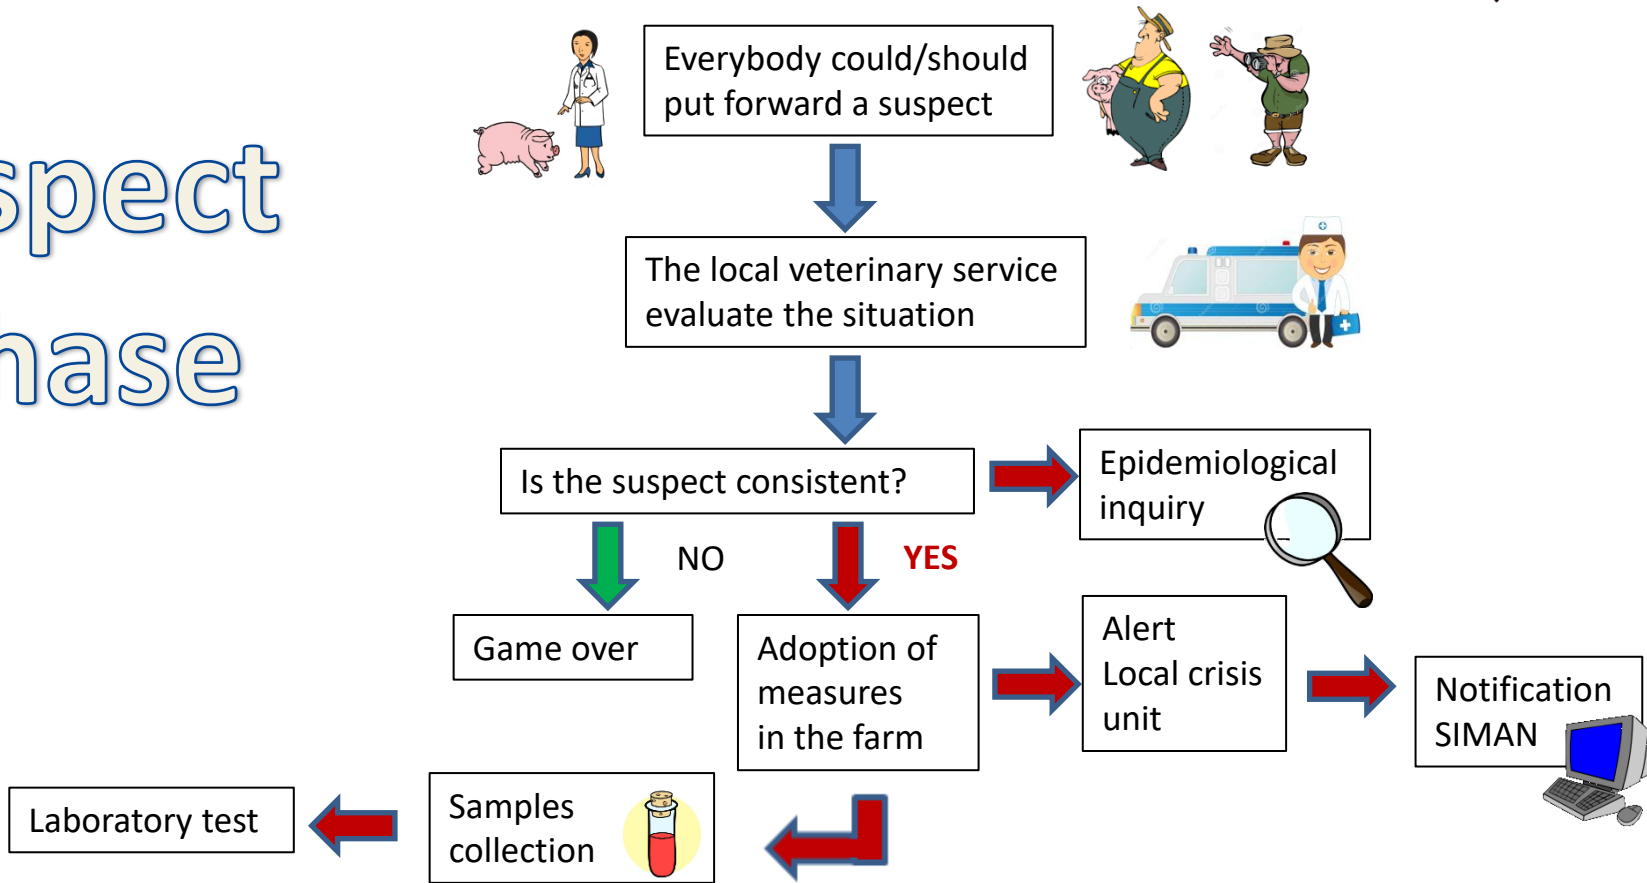 Everybody could/should
put forward a suspect
spect
hase
The local veterinary service
evaluate the situation
Is the suspect consistent?
Epidemiological
inquiry
NO
YES
Game over
Adoption of
measures
in the farm
Alert
Local crisis
unit
Notification
SIMAN
Samples
collection
Laboratory test